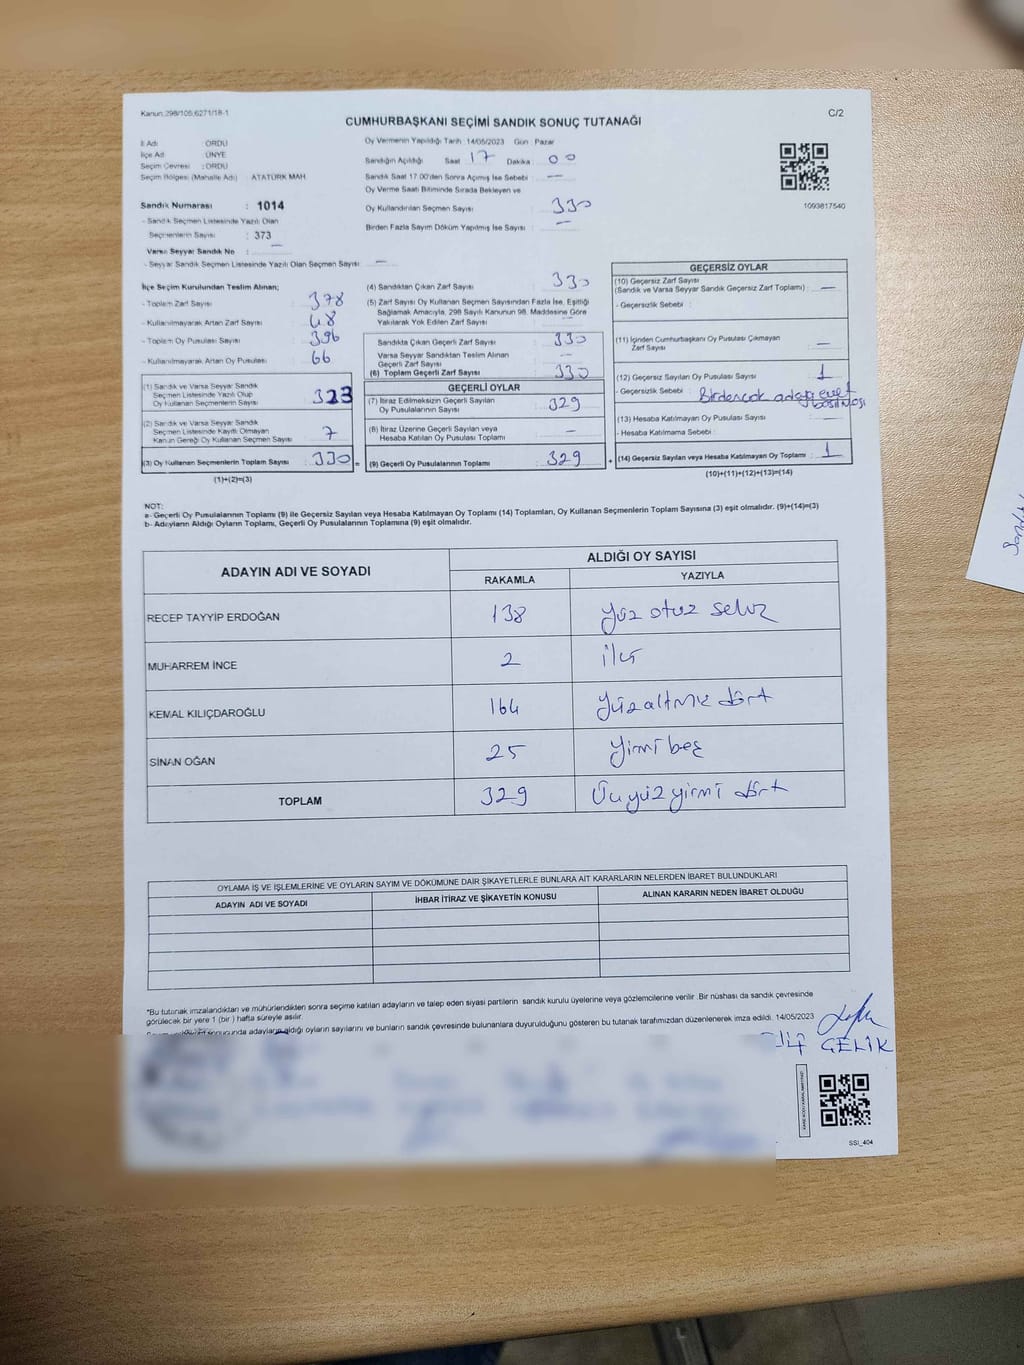 Kanun:298/105;6271/18-1
C/2
CUMHURBAŞKANI SEÇİMİ SANDIK SONUÇ TUTANAĞI
İl Adı : ORDU
İlçe Adı : ÜNYE
Seçim Çevresi : ORDU
Seçim Bölgesi (Mahalle Adı) : ATATÜRK MAH.
Sandık Numarası : 1014
- Sandık Seçmen Listesinde Yazılı Olan
Seçmenlerin Sayısı : 373
Varsa Seyyar Sandık No : —
- Seyyar Sandık Seçmen Listesinde Yazılı Olan Seçmen Sayısı : —
Oy Vermenin Yapıldığı Tarih :14/05/2023 Gün : Pazar
Sandığın Açıldığı Saat : 17 Dakika : 00
Sandık Saat 17.00'den Sonra Açılmış İse Sebebi : —
Oy Verme Saati Bitiminde Sırada Bekleyen ve
Oy Kullandırılan Seçmen Sayısı : 330
Birden Fazla Sayım Döküm Yapılmış İse Sayısı : —
1093817540
İlçe Seçim Kurulundan Teslim Alınan;
- Toplam Zarf Sayısı : 378
- Kullanılmayarak Artan Zarf Sayısı : 48
- Toplam Oy Pusulası Sayısı : 396
- Kullanılmayarak Artan Oy Pusulası : 66
(1) Sandık ve Varsa Seyyar Sandık
Seçmen Listesinde Yazılı Olup
Oy Kullanan Seçmenlerin Sayısı : 323
(2) Sandık ve Varsa Seyyar Sandık
Seçmen Listesinde Kayıtlı Olmayan
Kanun Gereği Oy Kullanan Seçmen Sayısı : 7
(3) Oy Kullanan Seçmenlerin Toplam Sayısı : 330
(1)+(2)=(3)
(4) Sandıktan Çıkan Zarf Sayısı : 330
(5) Zarf Sayısı Oy Kullanan Seçmen Sayısından Fazla İse, Eşitliği
Sağlamak Amacıyla, 298 Sayılı Kanunun 98. Maddesine Göre
Yakılarak Yok Edilen Zarf Sayısı : —
Sandıkta Çıkan Geçerli Zarf Sayısı : 330
Varsa Seyyar Sandıktan Teslim Alınan
Geçerli Zarf Sayısı : —
(6) Toplam Geçerli Zarf Sayısı : 330
GEÇERLİ OYLAR
(7) İtiraz Edilmeksizin Geçerli Sayılan
Oy Pusulalarının Sayısı : 329
(8) İtiraz Üzerine Geçerli Sayılan veya
Hesaba Katılan Oy Pusulası Toplamı : —
= (9) Geçerli Oy Pusulalarının Toplamı : 329
GEÇERSİZ OYLAR
(10) Geçersiz Zarf Sayısı
(Sandık ve Varsa Seyyar Sandık Geçersiz Zarf Toplamı) : —
- Geçersizlik Sebebi :
(11) İçinden Cumhurbaşkanı Oy Pusulası Çıkmayan
Zarf Sayısı : —
(12) Geçersiz Sayılan Oy Pusulası Sayısı : 1
- Geçersizlik Sebebi : Birdençok adaya evet basılması
(13) Hesaba Katılmayan Oy Pusulası Sayısı : —
- Hesaba Katılmama Sebebi :
+ (14) Geçersiz Sayılan veya Hesaba Katılmayan Oy Toplamı : 1
(10)+(11)+(12)+(13)=(14)
NOT:
a- Geçerli Oy Pusulalarının Toplamı (9) ile Geçersiz Sayılan veya Hesaba Katılmayan Oy Toplamı (14) Toplamları, Oy Kullanan Seçmenlerin Toplam Sayısına (3) eşit olmalıdır. (9)+(14)=(3)
b- Adayların Aldığı Oyların Toplamı, Geçerli Oy Pusulalarının Toplamına (9) eşit olmalıdır.
ADAYIN ADI VE SOYADI ALDIĞI OY SAYISI
RAKAMLA YAZIYLA
RECEP TAYYİP ERDOĞAN 138 Yüz otuz sekiz
MUHARREM İNCE 2 iki
KEMAL KILIÇDAROĞLU 164 Yüzaltmış dört
SİNAN OĞAN 25 Yirmi beş
TOPLAM 329 Üçyüzyirmi dört
OYLAMA İŞ VE İŞLEMLERİNE VE OYLARIN SAYIM VE DÖKÜMÜNE DAİR ŞİKAYETLERLE BUNLARA AİT KARARLARIN NELERDEN İBARET BULUNDUKLARI
ADAYIN ADI VE SOYADI İHBAR İTİRAZ VE ŞİKAYETİN KONUSU ALINAN KARARIN NEDEN İBARET OLDUĞU
*Bu tutanak imzalandıktan ve mühürlendikten sonra seçime katılan adayların ve talep eden siyasi partilerin sandık kurulu üyelerine veya gözlemcilerine verilir. Bir nüshası da sandık çevresinde
görülecek bir yere 1 (bir ) hafta süreyle asılır.
sonucunda adayların aldığı oyların sayılarını ve bunların sandık çevresinde bulunanlara duyurulduğunu gösteren bu tutanak tarafımızdan düzenlenerek imza edildi. 14/05/2023
SSI_404